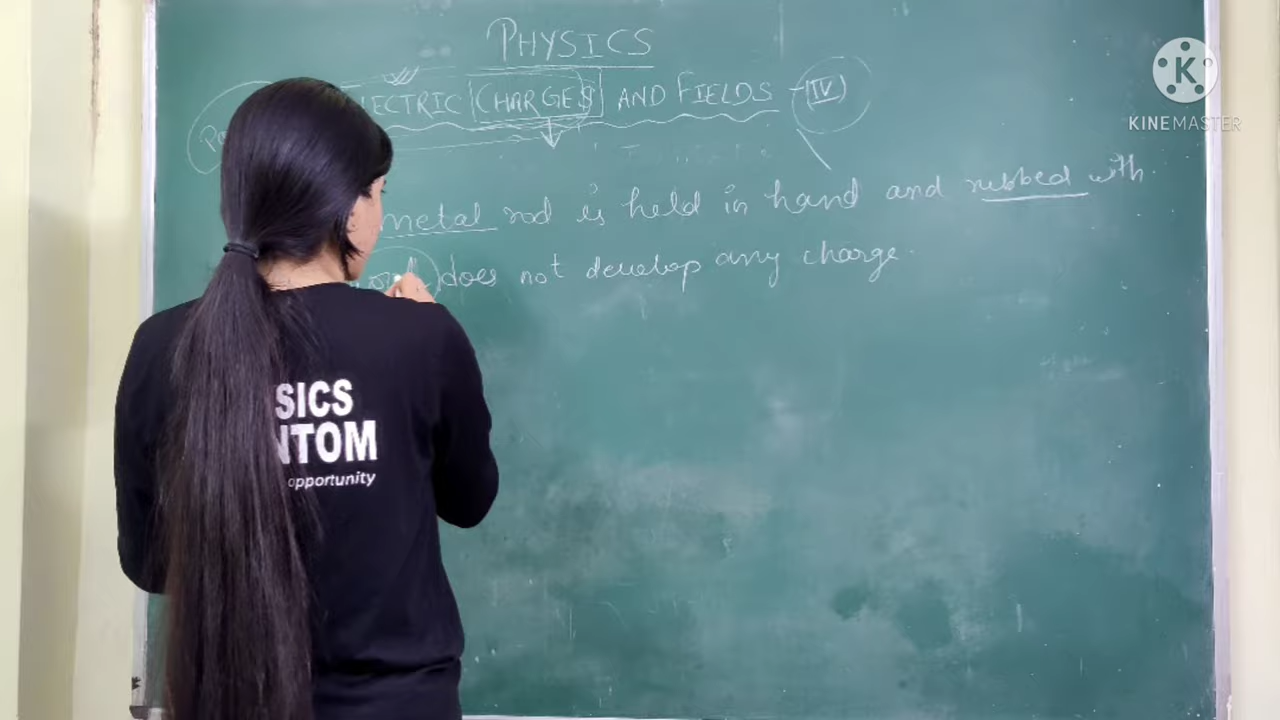 PHYSICS
ECTRIC CHARGES AND FIELDS - (IV)
metal rod is held in hand and rubbed with
does not develop any charge.
SICS
NTOM
opportunity
K
KINEMASTER